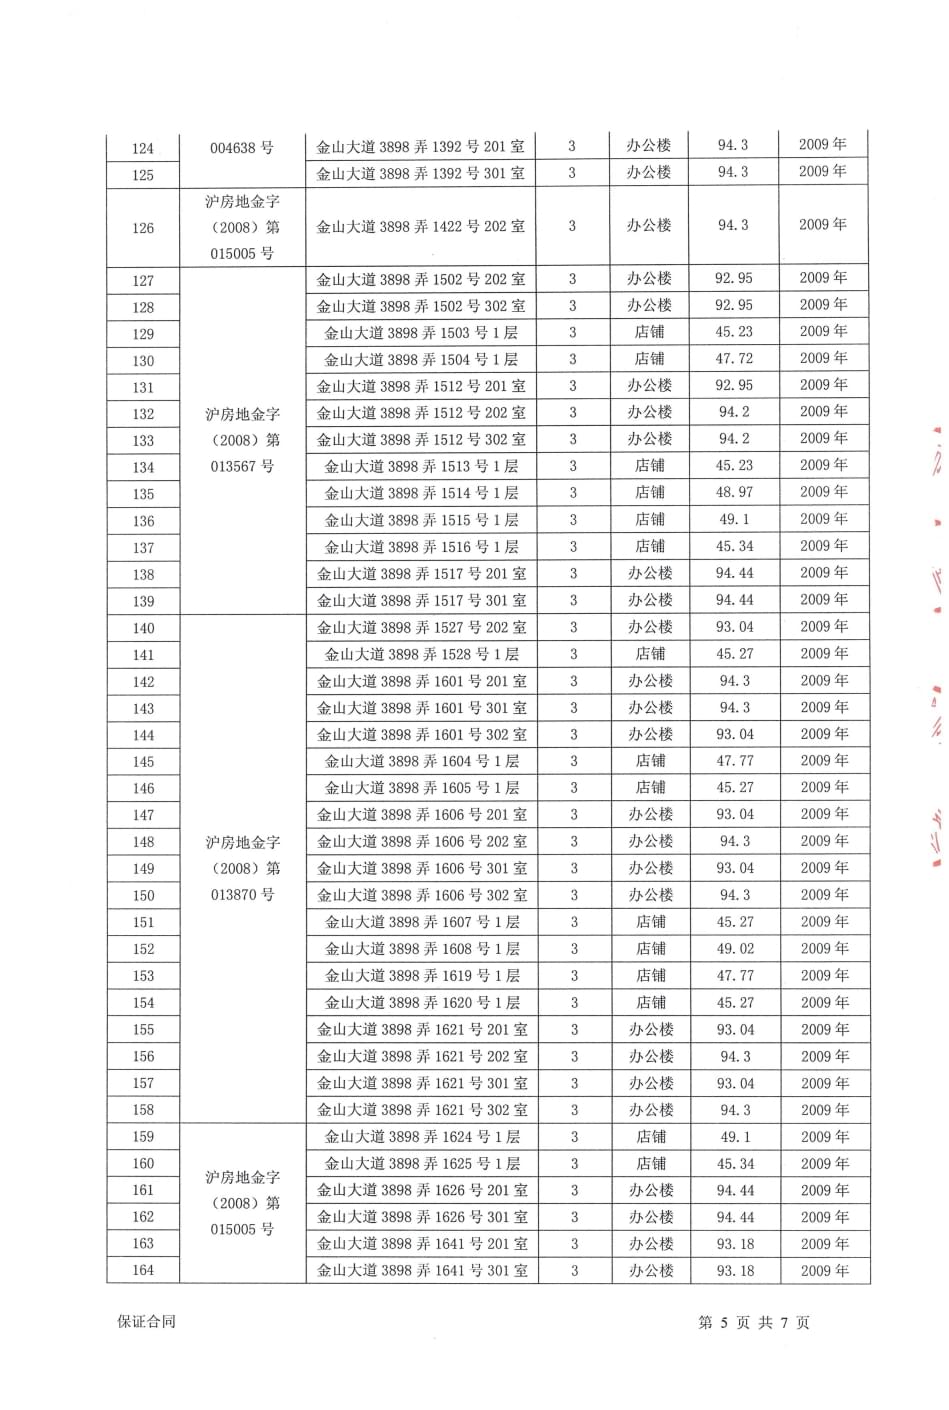 124 004638 号 金山大道 3898 弄 1392 号 201 室 3 办公楼 94.3 2009 年
125 金山大道 3898 弄 1392 号 301 室 3 办公楼 94.3 2009 年
沪房地金字
126 （2008）第 金山大道 3898 弄 1422 号 202 室 3 办公楼 94.3 2009 年
015005 号
127 金山大道 3898 弄 1502 号 202 室 3 办公楼 92.95 2009 年
128 金山大道 3898 弄 1502 号 302 室 3 办公楼 92.95 2009 年
129 金山大道 3898 弄 1503 号 1 层 3 店铺 45.23 2009 年
130 金山大道 3898 弄 1504 号 1 层 3 店铺 47.72 2009 年
131 金山大道 3898 弄 1512 号 201 室 3 办公楼 92.95 2009 年
132 沪房地金字 金山大道 3898 弄 1512 号 202 室 3 办公楼 94.2 2009 年
133 （2008）第 金山大道 3898 弄 1512 号 302 室 3 办公楼 94.2 2009 年
134 013567 号 金山大道 3898 弄 1513 号 1 层 3 店铺 45.23 2009 年
135 金山大道 3898 弄 1514 号 1 层 3 店铺 48.97 2009 年
136 金山大道 3898 弄 1515 号 1 层 3 店铺 49.1 2009 年
137 金山大道 3898 弄 1516 号 1 层 3 店铺 45.34 2009 年
138 金山大道 3898 弄 1517 号 201 室 3 办公楼 94.44 2009 年
139 金山大道 3898 弄 1517 号 301 室 3 办公楼 94.44 2009 年
140 金山大道 3898 弄 1527 号 202 室 3 办公楼 93.04 2009 年
141 金山大道 3898 弄 1528 号 1 层 3 店铺 45.27 2009 年
142 金山大道 3898 弄 1601 号 201 室 3 办公楼 94.3 2009 年
143 金山大道 3898 弄 1601 号 301 室 3 办公楼 94.3 2009 年
144 金山大道 3898 弄 1601 号 302 室 3 办公楼 93.04 2009 年
145 金山大道 3898 弄 1604 号 1 层 3 店铺 47.77 2009 年
146 金山大道 3898 弄 1605 号 1 层 3 店铺 45.27 2009 年
147 金山大道 3898 弄 1606 号 201 室 3 办公楼 93.04 2009 年
148 沪房地金字 金山大道 3898 弄 1606 号 202 室 3 办公楼 94.3 2009 年
149 （2008）第 金山大道 3898 弄 1606 号 301 室 3 办公楼 93.04 2009 年
150 013870 号 金山大道 3898 弄 1606 号 302 室 3 办公楼 94.3 2009 年
151 金山大道 3898 弄 1607 号 1 层 3 店铺 45.27 2009 年
152 金山大道 3898 弄 1608 号 1 层 3 店铺 49.02 2009 年
153 金山大道 3898 弄 1619 号 1 层 3 店铺 47.77 2009 年
154 金山大道 3898 弄 1620 号 1 层 3 店铺 45.27 2009 年
155 金山大道 3898 弄 1621 号 201 室 3 办公楼 93.04 2009 年
156 金山大道 3898 弄 1621 号 202 室 3 办公楼 94.3 2009 年
157 金山大道 3898 弄 1621 号 301 室 3 办公楼 93.04 2009 年
158 金山大道 3898 弄 1621 号 302 室 3 办公楼 94.3 2009 年
159 金山大道 3898 弄 1624 号 1 层 3 店铺 49.1 2009 年
160 金山大道 3898 弄 1625 号 1 层 3 店铺 45.34 2009 年
沪房地金字
161 金山大道 3898 弄 1626 号 201 室 3 办公楼 94.44 2009 年
（2008）第
162 金山大道 3898 弄 1626 号 301 室 3 办公楼 94.44 2009 年
015005 号
163 金山大道 3898 弄 1641 号 201 室 3 办公楼 93.18 2009 年
164 金山大道 3898 弄 1641 号 301 室 3 办公楼 93.18 2009 年
保证合同 第 5 页 共 7 页